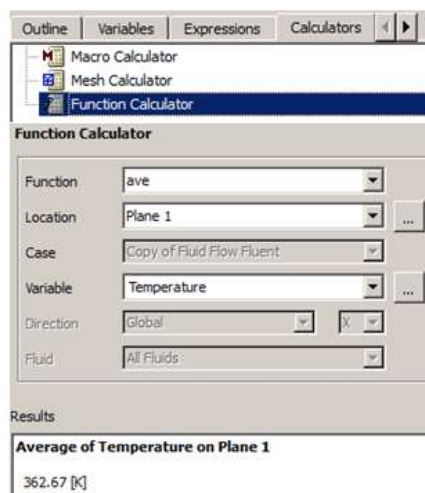 Outline Variables Expressions Calculators
Macro Calculator
Mesh Calculator
Function Calculator
Function Calculator
Function ave
Location Plane 1 ...
Case Copy of Fluid Flow Fluent
Variable Temperature ...
Direction Global X
Fluid All Fluids
Results
Average of Temperature on Plane 1
362.67 [K]